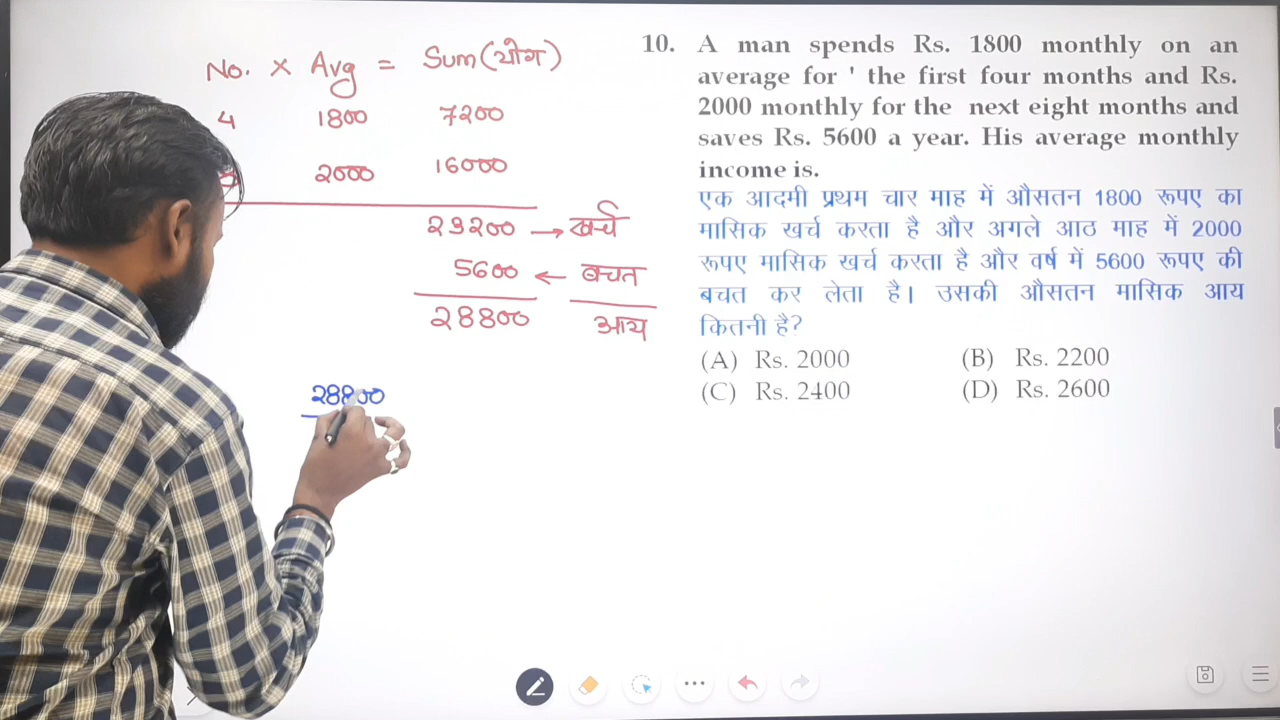 No. × Avg = Sum (योग)
4 1800 7200
2000 16000
23200 → खर्च
5600 ← बचत
28800 आय
28800
10. A man spends Rs. 1800 monthly on an
average for ' the first four months and Rs.
2000 monthly for the next eight months and
saves Rs. 5600 a year. His average monthly
income is.
एक आदमी प्रथम चार माह में औसतन 1800 रूपए का
मासिक खर्च करता है और अगले आठ माह में 2000
रूपए मासिक खर्च करता है और वर्ष में 5600 रूपए की
बचत कर लेता है। उसकी औसतन मासिक आय
कितनी है?
(A) Rs. 2000 (B) Rs. 2200
(C) Rs. 2400 (D) Rs. 2600